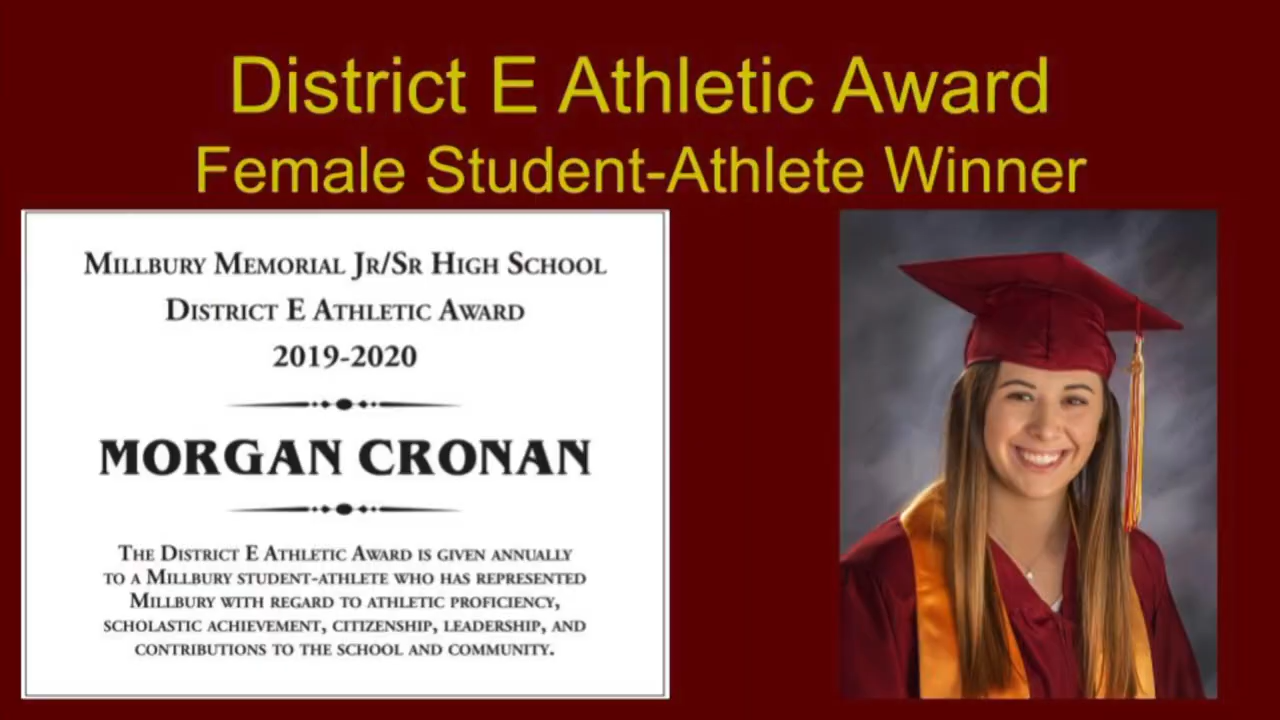 District E Athletic Award
Female Student-Athlete Winner
Millbury Memorial Jr/Sr High School
District E Athletic Award
2019-2020
MORGAN CRONAN
The District E Athletic Award is given annually
to a Millbury student-athlete who has represented
Millbury with regard to athletic proficiency,
scholastic achievement, citizenship, leadership, and
contributions to the school and community.